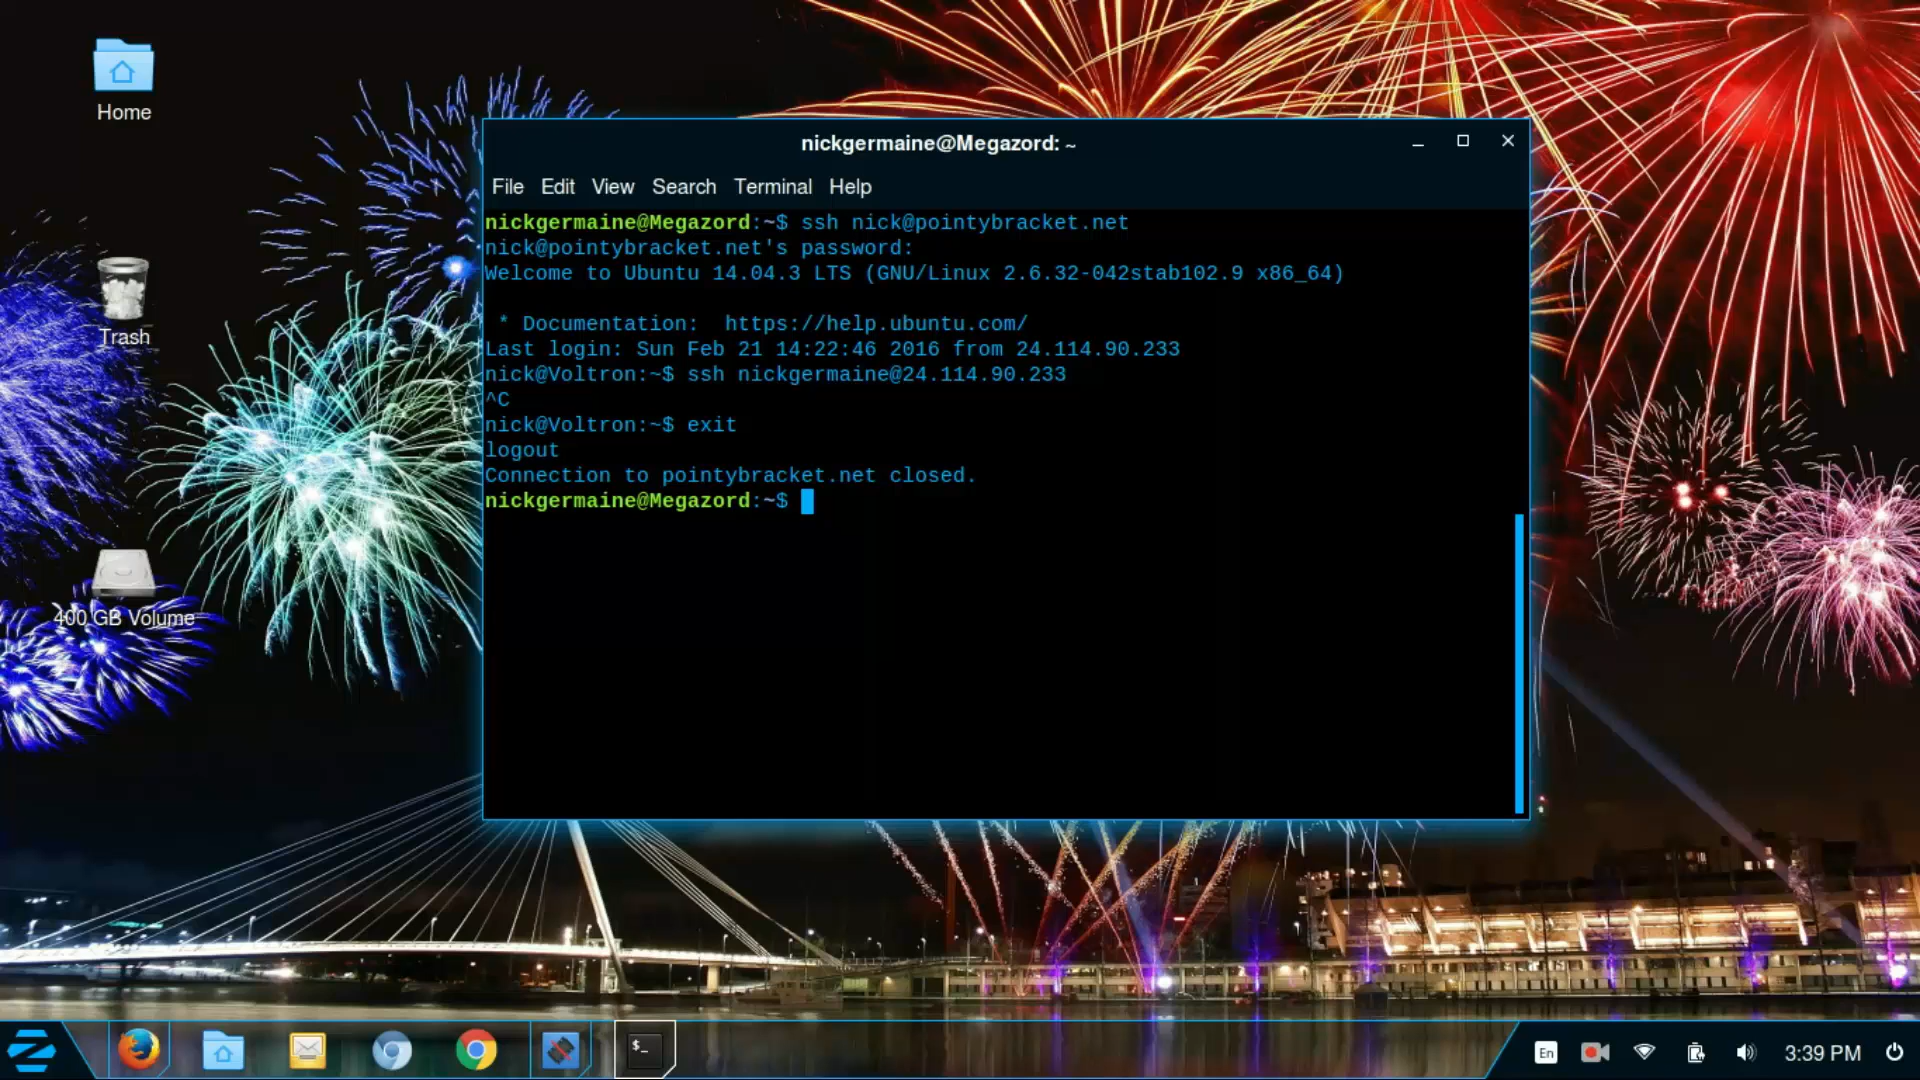 Home
Trash
400 GB Volume
nickgermaine@Megazord: ~
File Edit View Search Terminal Help
nickgermaine@Megazord:~$ ssh nick@pointybracket.net
nick@pointybracket.net's password:
Welcome to Ubuntu 14.04.3 LTS (GNU/Linux 2.6.32-042stab102.9 x86_64)
* Documentation:  https://help.ubuntu.com/
Last login: Sun Feb 21 14:22:46 2016 from 24.114.90.233
nick@Voltron:~$ ssh nickgermaine@24.114.90.233
^C
nick@Voltron:~$ exit
logout
Connection to pointybracket.net closed.
nickgermaine@Megazord:~$
$_
En
3:39 PM